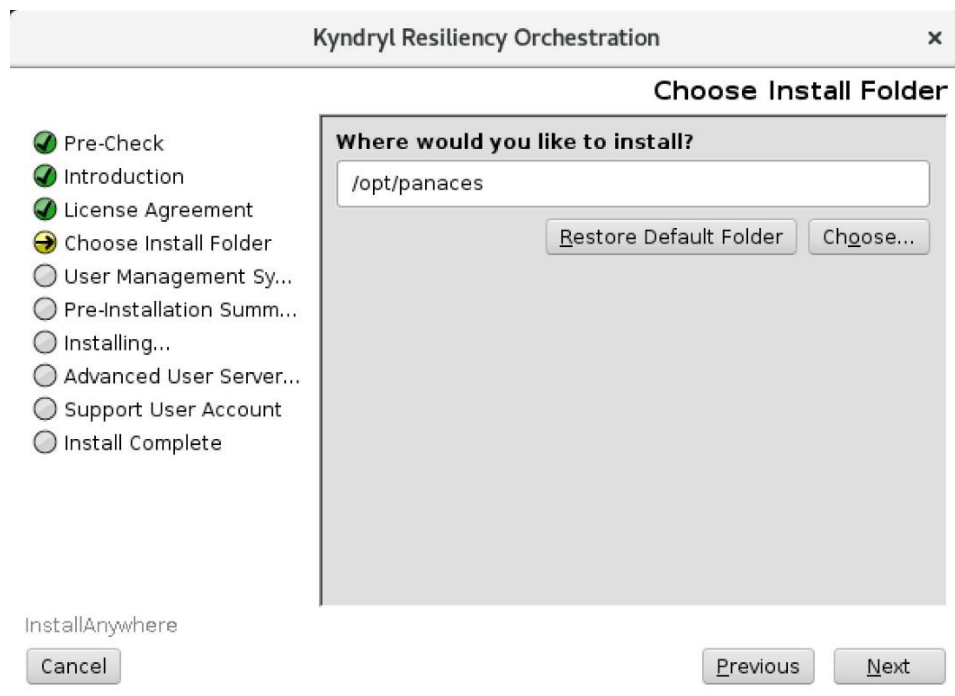 Kyndryl Resiliency Orchestration
Choose Install Folder
Pre-Check
Introduction
License Agreement
Choose Install Folder
User Management Sy...
Pre-Installation Summ...
Installing...
Advanced User Server...
Support User Account
Install Complete
Where would you like to install?
/opt/panaces
Restore Default Folder
Choose...
InstallAnywhere
Cancel
Previous
Next